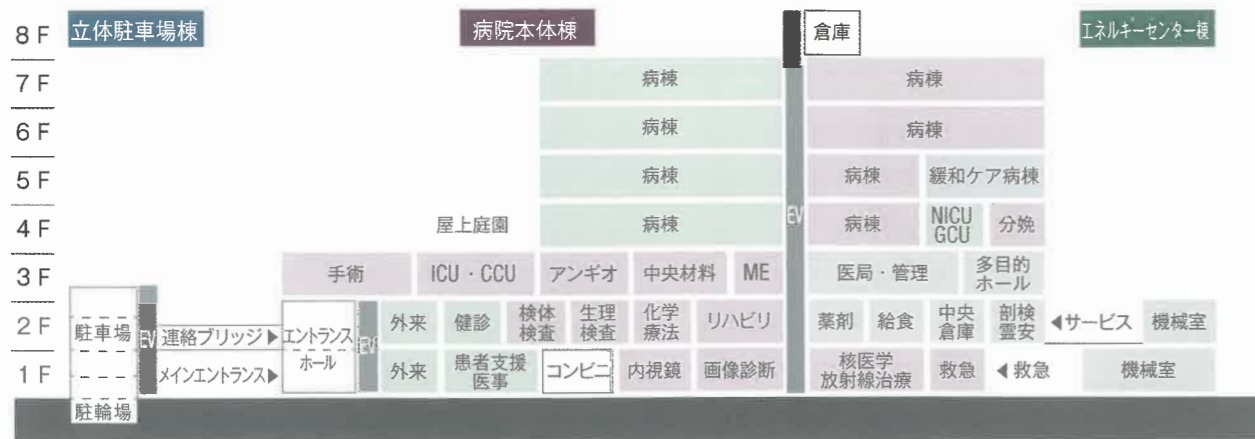 立体駐車場棟
病院本体棟
エネルギーセンター棟
8F
倉庫
7F
病棟
病棟
6F
病棟
病棟
5F
病棟
病棟
緩和ケア病棟
4F
屋上庭園
病棟
EV
病棟
NICU
GCU
分娩
3F
手術
ICU・CCU
アンギオ
中央材料
ME
医局・管理
多目的
ホール
2F
駐車場
EV
連絡ブリッジ▶
エントランス
ホール
EV
外来
健診
検体
検査
生理
検査
化学
療法
リハビリ
薬剤
給食
中央
倉庫
剖検
霊安
◀サービス
機械室
1F
メインエントランス▶
外来
患者支援
医事
コンビニ
内視鏡
画像診断
核医学
放射線治療
救急
◀救急
機械室
駐輪場